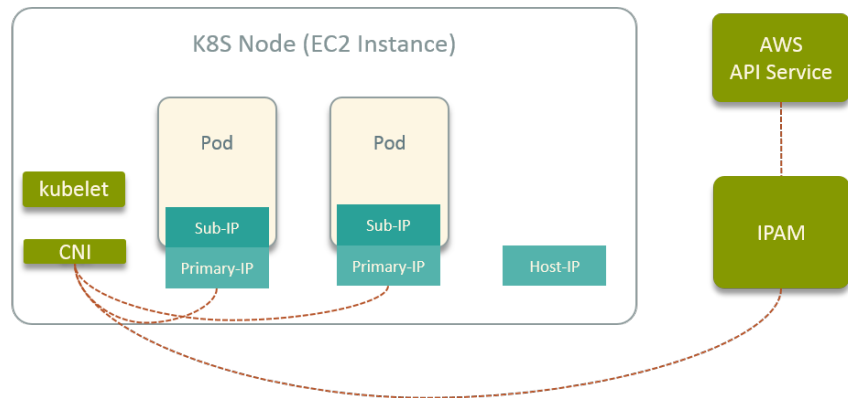 K8S Node (EC2 Instance)
AWS
API Service
Pod
Pod
kubelet
Sub-IP
Sub-IP
CNI
Primary-IP
Primary-IP
Host-IP
IPAM